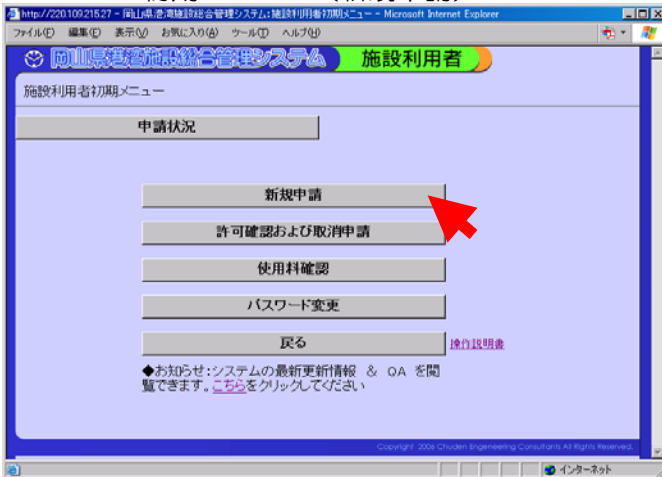 http://220.109.215.27 - 岡山県港湾施設総合管理システム:施設利用者初期メニュー - Microsoft Internet Explorer
ファイル(F) 編集(E) 表示(V) お気に入り(A) ツール(T) ヘルプ(H)
岡山県港湾施設総合管理システム 施設利用者
施設利用者初期メニュー
申請状況
新規申請
許可確認および取消申請
使用料確認
パスワード変更
戻る 操作説明書
◆お知らせ:システムの最新更新情報 & QA を閲
覧できます。こちらをクリックしてください
Copyright 2006 Chuden Engineering Consultants All Rights Reserved.
インターネット